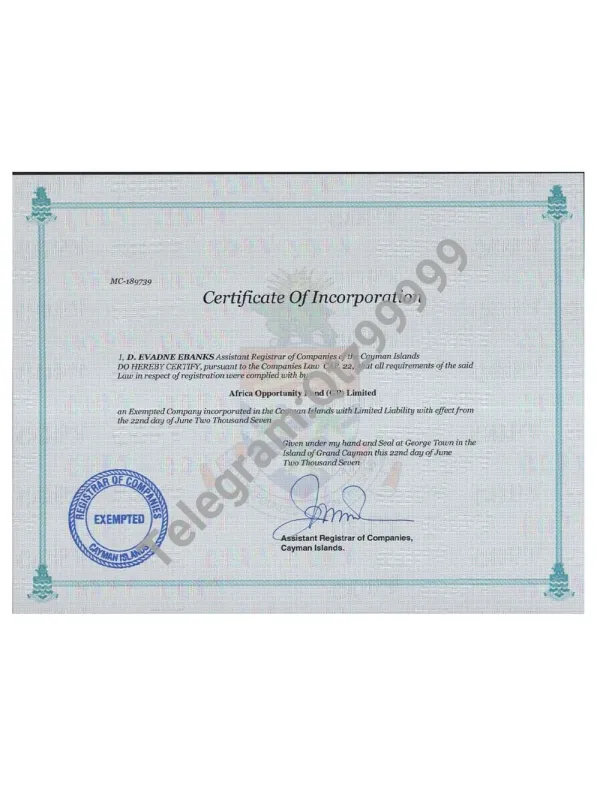 MC-189739
Certificate Of Incorporation
I, D. EVADNE EBANKS Assistant Registrar of Companies of the Cayman Islands
DO HEREBY CERTIFY, pursuant to the Companies Law CAP. 22, that all requirements of the said
Law in respect of registration were complied with by
Africa Opportunity Fund (GP) Limited
an Exempted Company incorporated in the Cayman Islands with Limited Liability with effect from
the 22nd day of June Two Thousand Seven
Given under my hand and Seal at George Town in the
Island of Grand Cayman this 22nd day of June
Two Thousand Seven
REGISTRAR OF COMPANIES
EXEMPTED
CAYMAN ISLANDS
Assistant Registrar of Companies,
Cayman Islands.
Telegram:Qtz99999